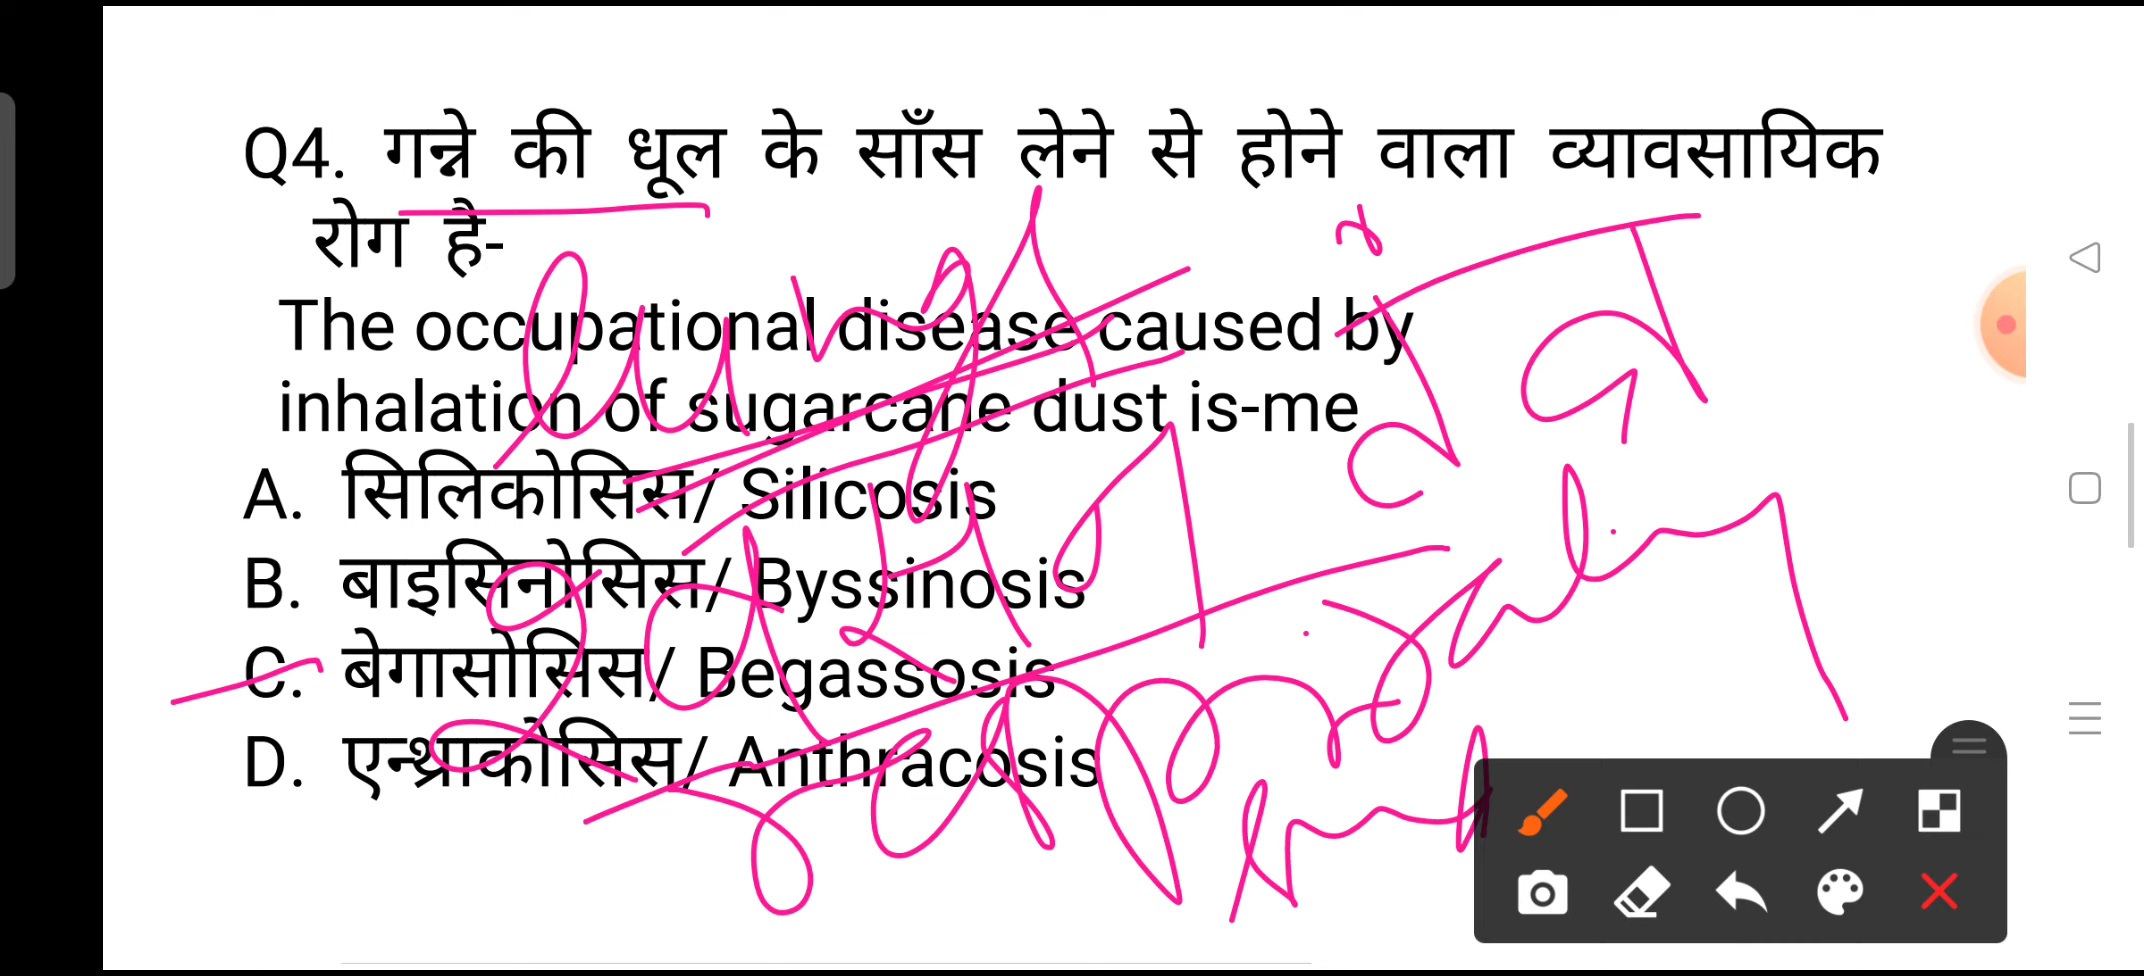 Q4. गन्ने की धूल के साँस लेने से होने वाला व्यावसायिक
रोग है-
The occupational disease caused by
inhalation of sugarcane dust is-me
A. सिलिकोसिस/ Silicosis
B. बाइसिनोसिस/ Byssinosis
C. बेगासोसिस/ Begassosis
D. एन्थ्राकोसिस/ Anthracosis